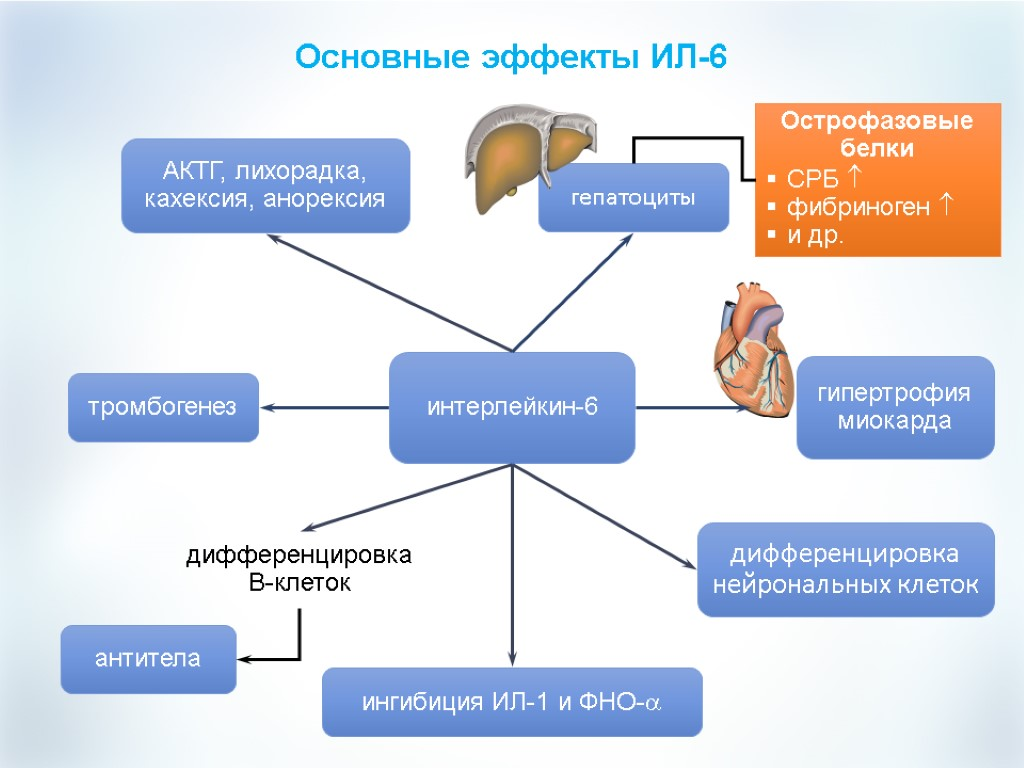 Основные эффекты ИЛ-6
АКТГ, лихорадка,
кахексия, анорексия
гепатоциты
Острофазовые
белки
▪ СРБ ↑
▪ фибриноген ↑
▪ и др.
тромбогенез
интерлейкин-6
гипертрофия
миокарда
дифференцировка
В-клеток
дифференцировка
нейрональных клеток
антитела
ингибиция ИЛ-1 и ФНО-α